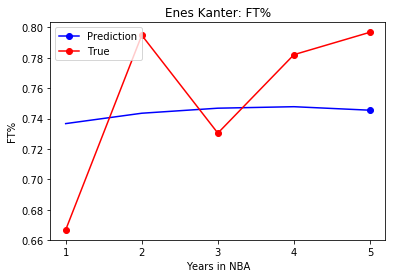 Enes Kanter: FT%
0.80
0.78
0.76
0.74
0.72
0.70
0.68
0.66
FT%
Prediction
True
1
2
3
4
5
Years in NBA